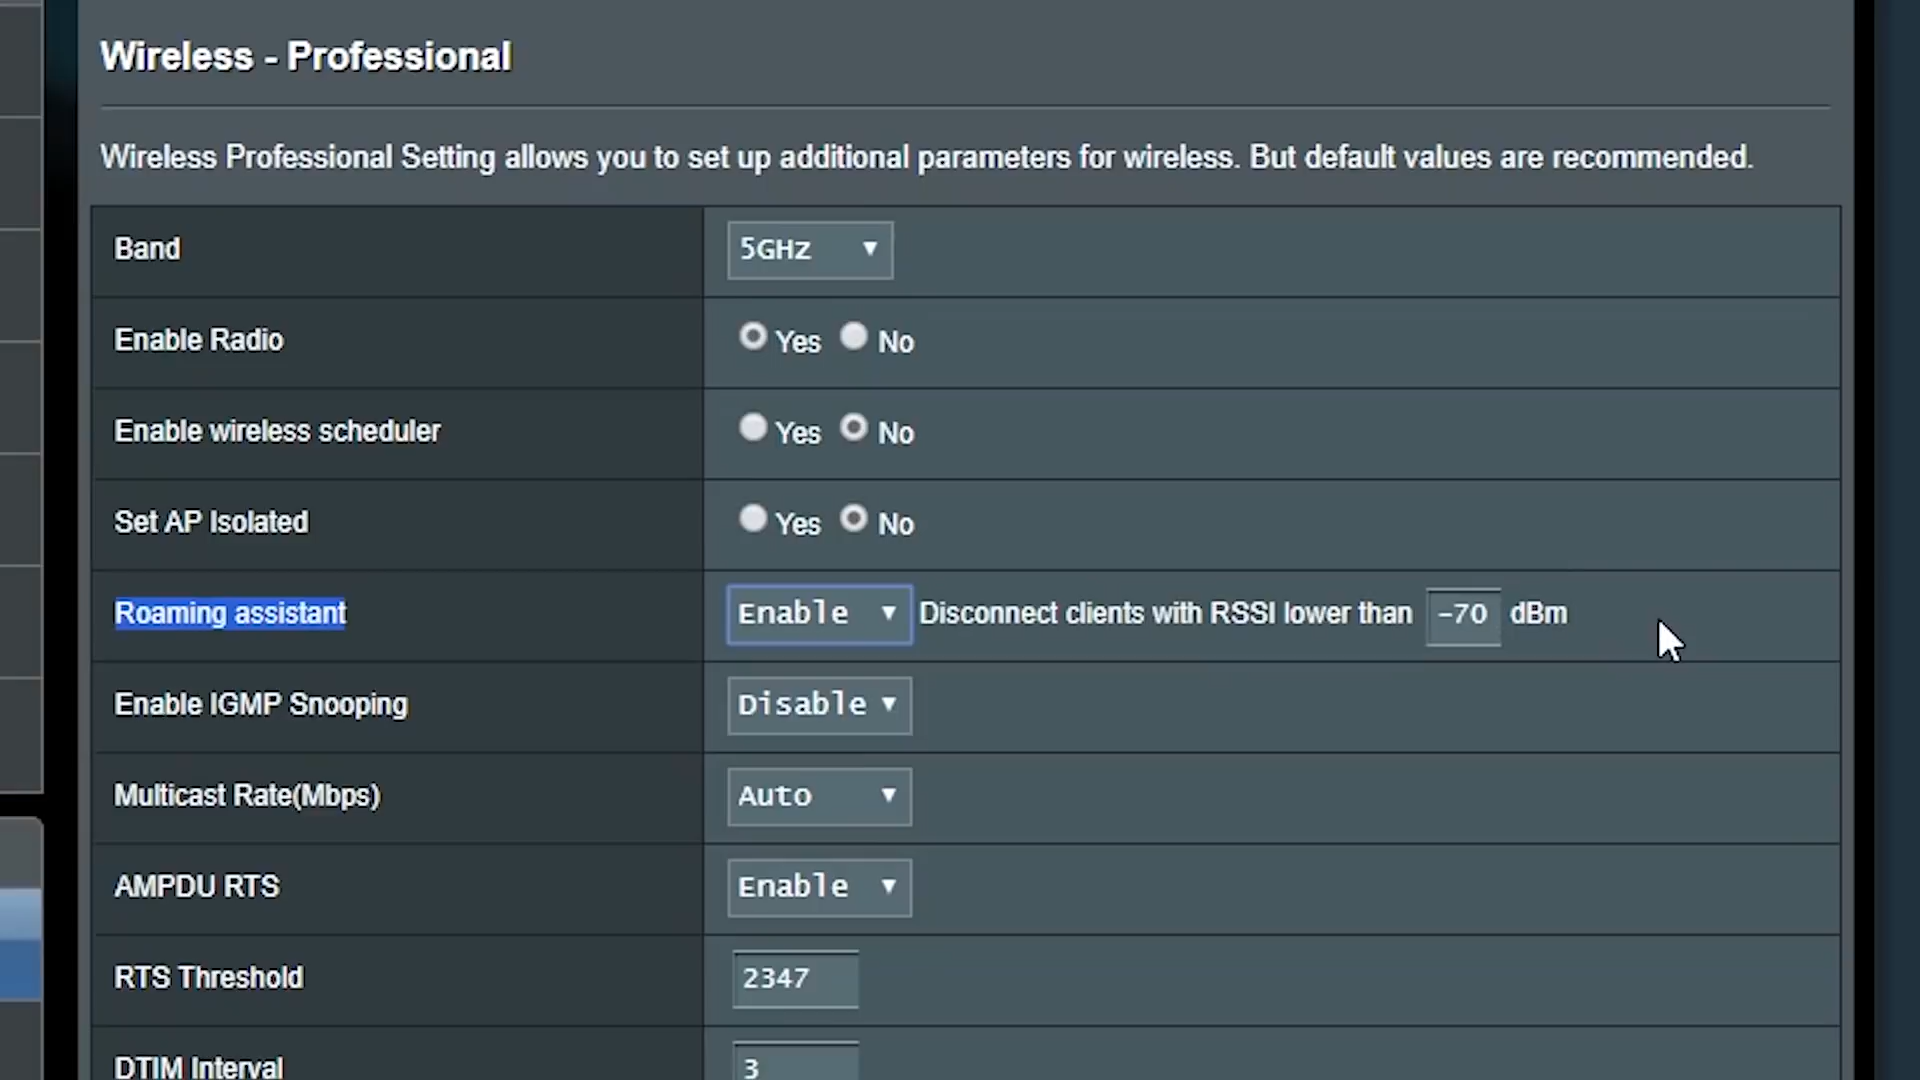 Wireless - Professional
Wireless Professional Setting allows you to set up additional parameters for wireless. But default values are recommended.
Band 5GHz
Enable Radio Yes No
Enable wireless scheduler Yes No
Set AP Isolated Yes No
Roaming assistant Enable Disconnect clients with RSSI lower than -70 dBm
Enable IGMP Snooping Disable
Multicast Rate(Mbps) Auto
AMPDU RTS Enable
RTS Threshold 2347
DTIM Interval 3